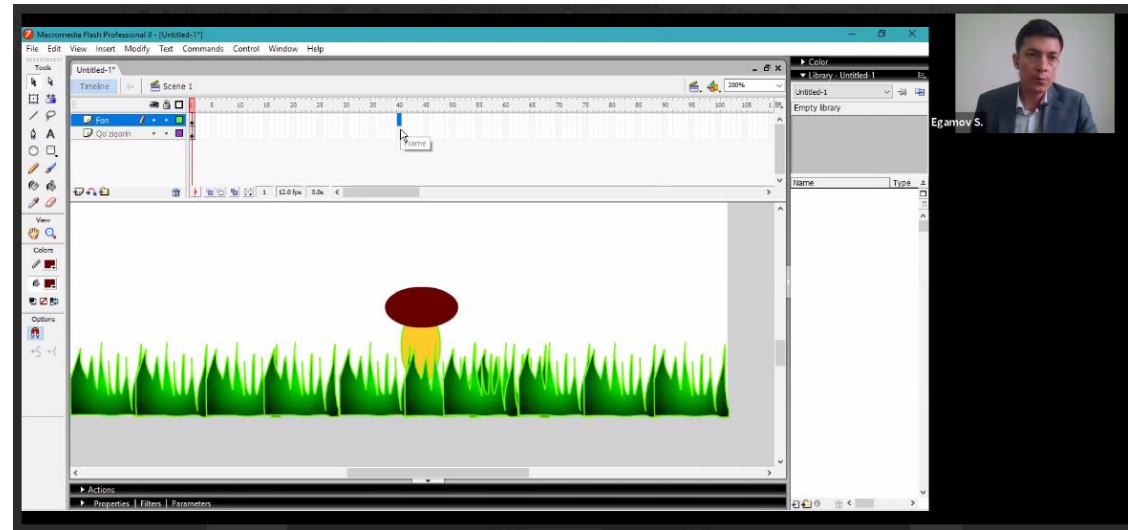 Macromedia Flash Professional 8 - [Untitled-1*]
File Edit View Insert Modify Text Commands Control Window Help
Tools
Untitled-1*
Timeline Scene 1 200%
5 10 15 20 25 30 35 40 45 50 55 60 65 70 75 80 85 90 95 100 105
Fon
Qo'ziqorin
Frame
1 12.0 fps 0.0s
View
Colors
Options
Actions
Properties | Filters | Parameters
Color
Library - Untitled-1
Untitled-1
Empty library
Name Type
Egamov S.